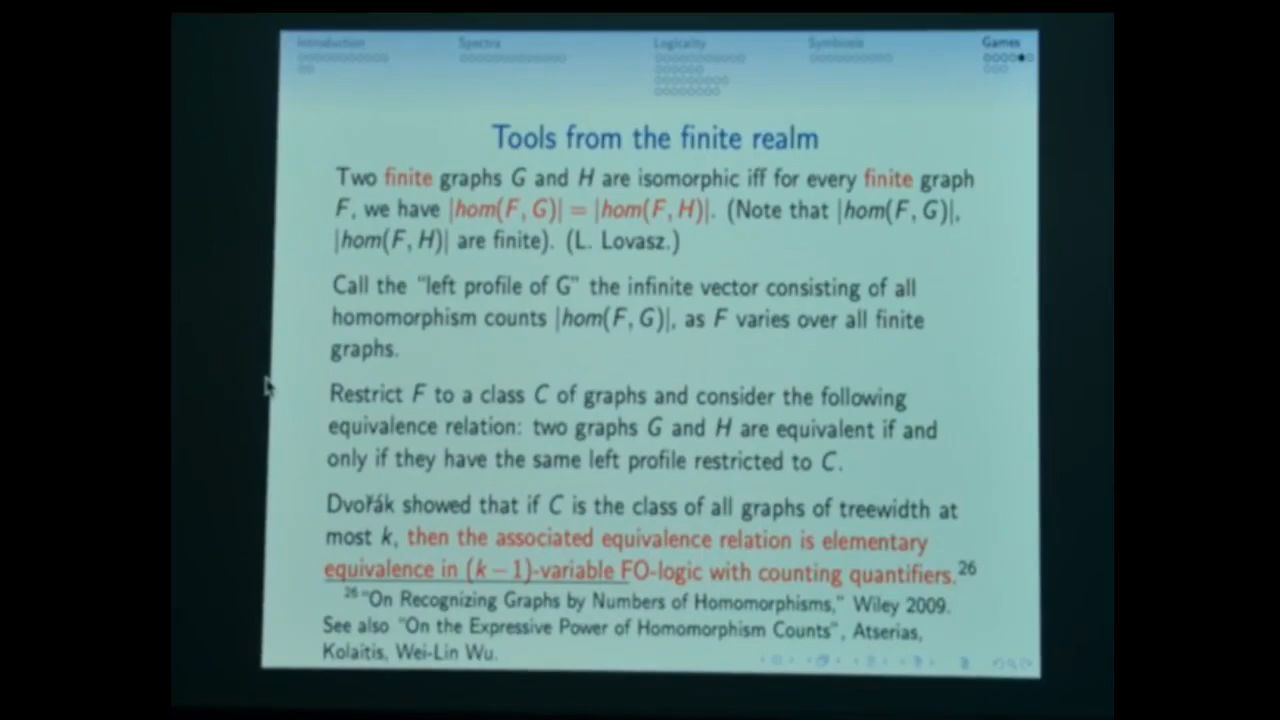 Introduction Spectra Logicality Symbiosis Games
Tools from the finite realm
Two finite graphs G and H are isomorphic iff for every finite graph
F, we have |hom(F, G)| = |hom(F, H)|. (Note that |hom(F, G)|,
|hom(F, H)| are finite). (L. Lovasz.)
Call the "left profile of G" the infinite vector consisting of all
homomorphism counts |hom(F, G)|, as F varies over all finite
graphs.
Restrict F to a class C of graphs and consider the following
equivalence relation: two graphs G and H are equivalent if and
only if they have the same left profile restricted to C.
Dvořák showed that if C is the class of all graphs of treewidth at
most k, then the associated equivalence relation is elementary
equivalence in (k − 1)-variable FO-logic with counting quantifiers.26
26 "On Recognizing Graphs by Numbers of Homomorphisms," Wiley 2009.
See also "On the Expressive Power of Homomorphism Counts", Atserias,
Kolaitis, Wei-Lin Wu.